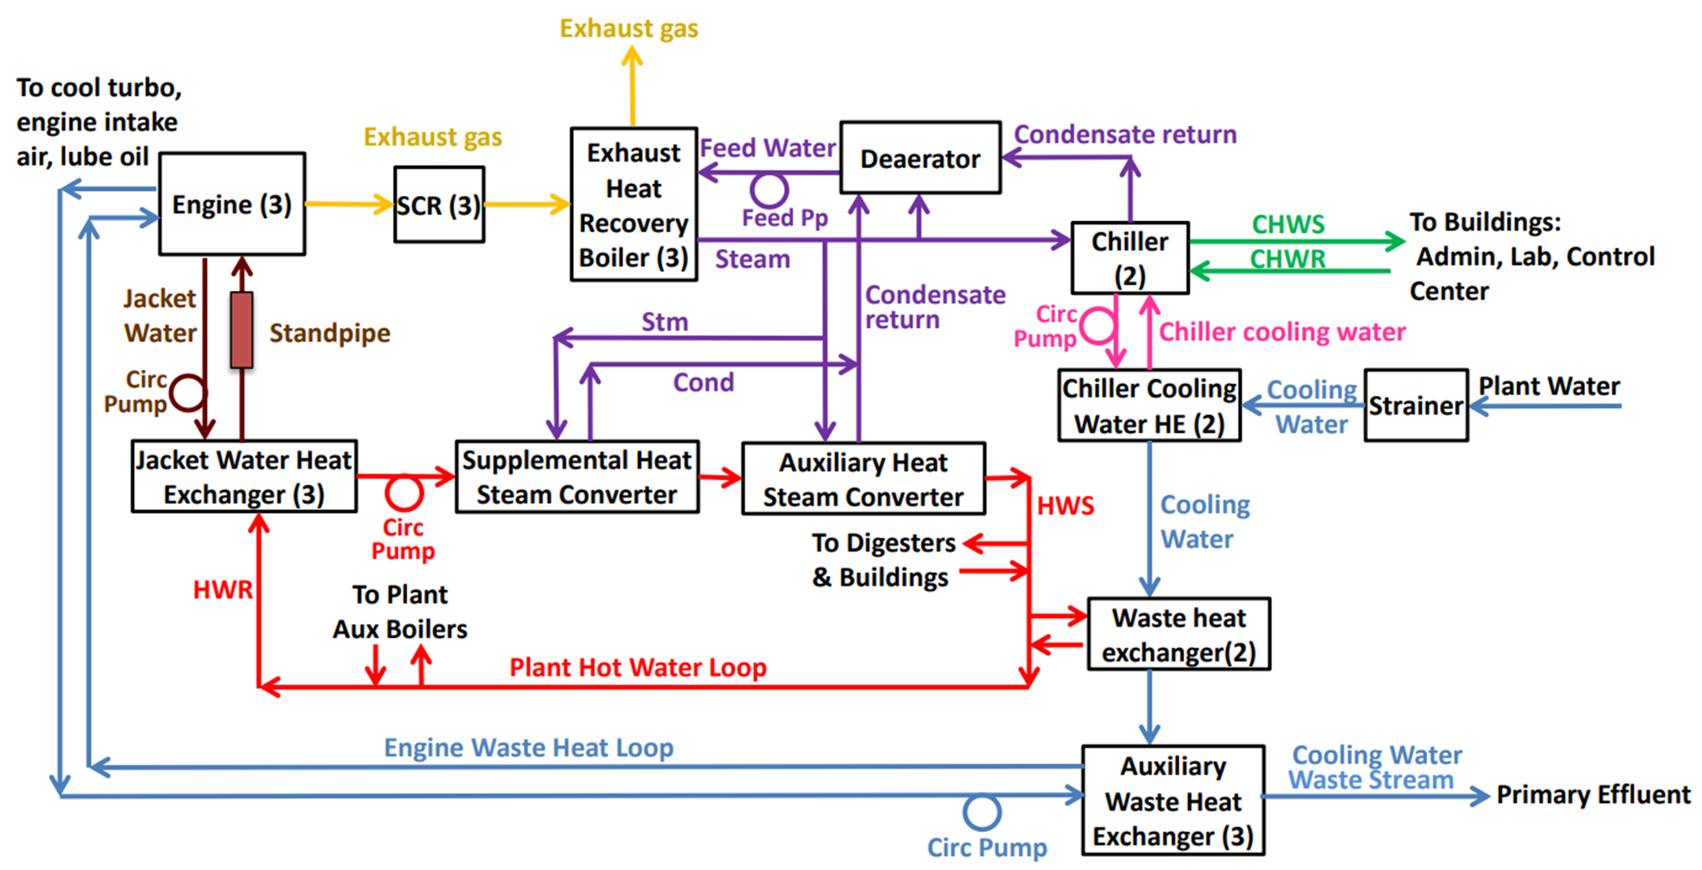 Exhaust gas
To cool turbo,
engine intake
air, lube oil
Exhaust gas
Engine (3)
SCR (3)
Exhaust
Heat
Recovery
Boiler (3)
Feed Water
Feed Pp
Deaerator
Condensate return
Steam
Chiller
(2)
CHWS
CHWR
To Buildings:
Admin, Lab, Control
Center
Jacket
Water
Standpipe
Circ
Pump
Stm
Cond
Condensate
return
Circ
Pump
Chiller cooling water
Chiller Cooling
Water HE (2)
Cooling
Water
Strainer
Plant Water
Jacket Water Heat
Exchanger (3)
Circ
Pump
Supplemental Heat
Steam Converter
Auxiliary Heat
Steam Converter
HWS
Cooling
Water
To Digesters
& Buildings
HWR
To Plant
Aux Boilers
Plant Hot Water Loop
Waste heat
exchanger(2)
Engine Waste Heat Loop
Circ Pump
Auxiliary
Waste Heat
Exchanger (3)
Cooling Water
Waste Stream
Primary Effluent